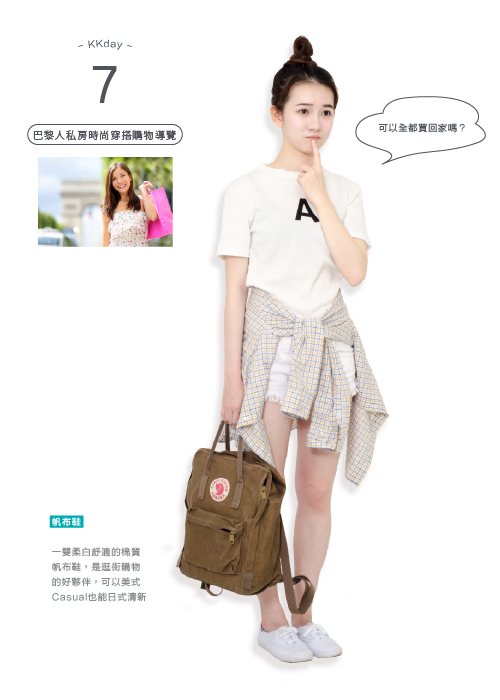 KKday
7
巴黎人私房時尚穿搭購物導覽
可以全都買回家嗎？
A
帆布鞋
一雙柔白舒適的棉質
帆布鞋，是逛街購物
的好夥伴，可以美式
Casual也能日式清新